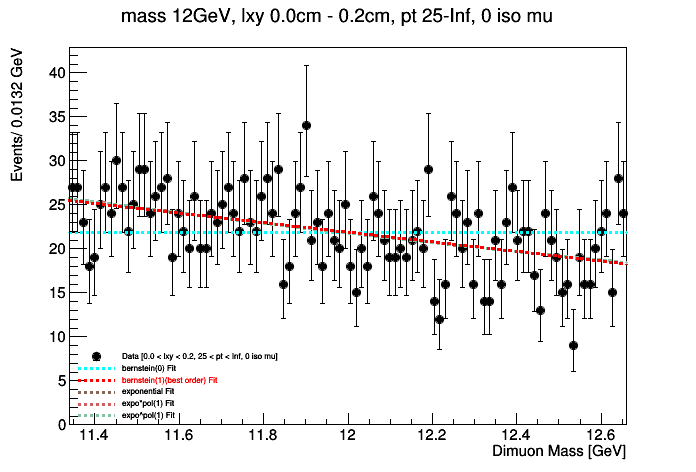 mass 12GeV, lxy 0.0cm - 0.2cm, pt 25-Inf, 0 iso mu
Events/ 0.0132 GeV
40
35
30
25
20
15
10
5
0
Data [0.0 < lxy < 0.2, 25 < pt < Inf, 0 iso mu]
bernstein(0) Fit
bernstein(1)(best order) Fit
exponential Fit
expo*pol(1) Fit
expo^pol(1) Fit
11.4 11.6 11.8 12 12.2 12.4 12.6
Dimuon Mass [GeV]